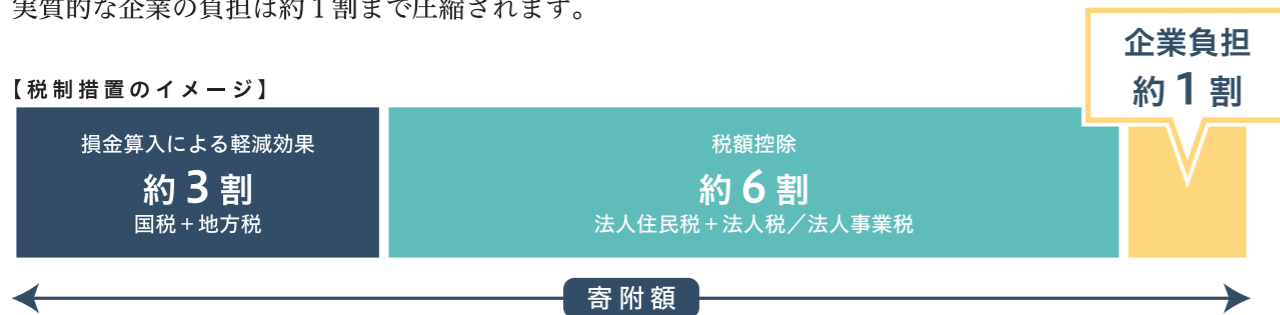 実質的な企業の負担は約1割まで圧縮されます。
企業負担
約1割
【税制措置のイメージ】
損金算入による軽減効果
約3割
国税+地方税
税額控除
約6割
法人住民税+法人税/法人事業税
寄附額